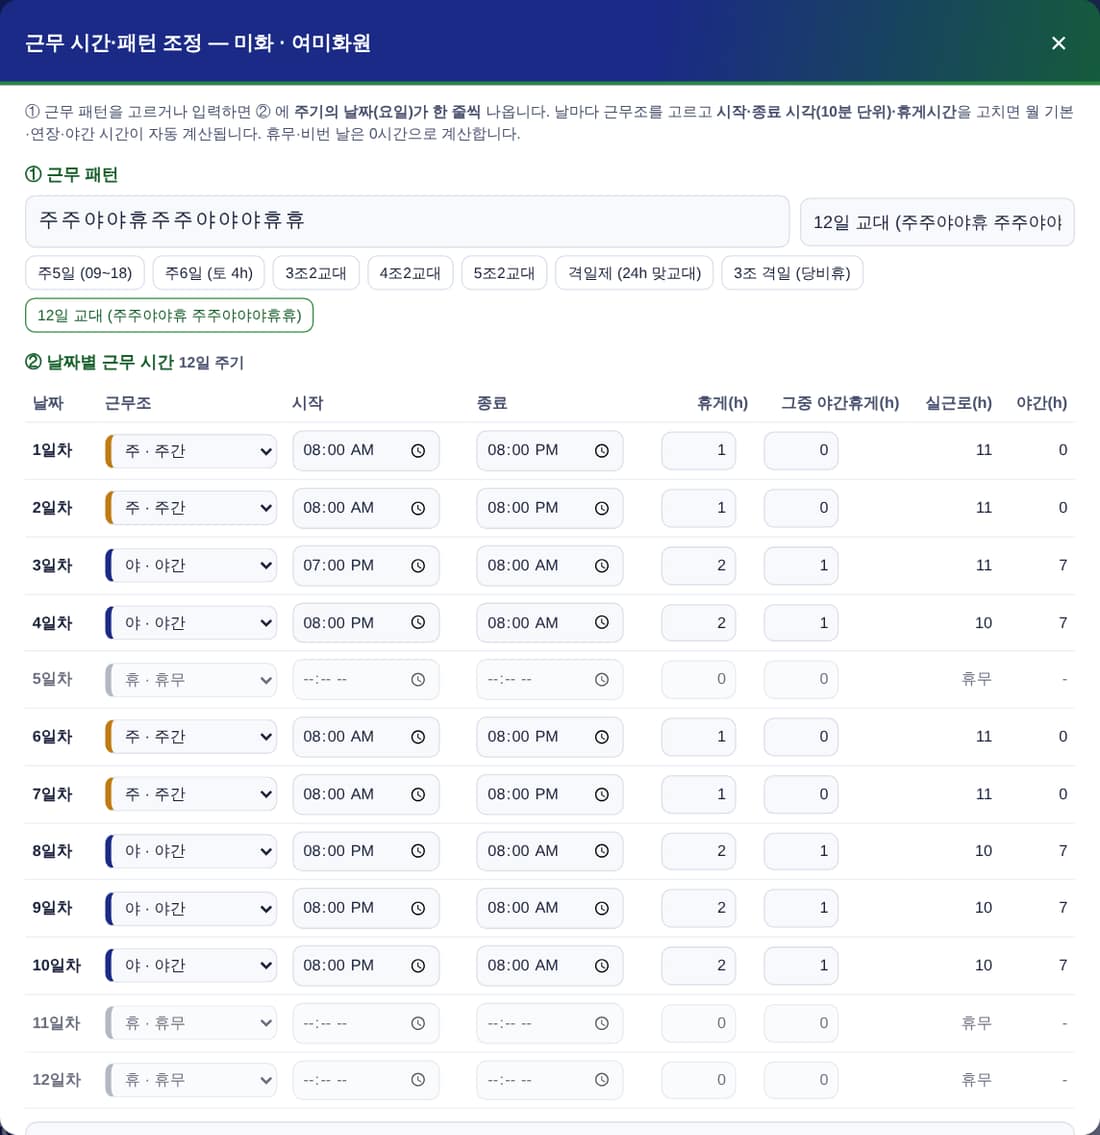 근무 시간·패턴 조정 — 미화 · 여미화원 ✕
① 근무 패턴을 고르거나 입력하면 ② 에 주기의 날짜(요일)가 한 줄씩 나옵니다. 날마다 근무조를 고르고 시작·종료 시각(10분 단위)·휴게시간을 고치면 월 기본
·연장·야간 시간이 자동 계산됩니다. 휴무·비번 날은 0시간으로 계산합니다.
① 근무 패턴
주주야야휴주주야야야휴휴 12일 교대 (주주야야휴 주주야야
주5일 (09~18) 주6일 (토 4h) 3조2교대 4조2교대 5조2교대 격일제 (24h 맞교대) 3조 격일 (당비휴)
12일 교대 (주주야야휴 주주야야야휴휴)
② 날짜별 근무 시간 12일 주기
날짜 근무조 시작 종료 휴게(h) 그중 야간휴게(h) 실근로(h) 야간(h)
1일차 주 · 주간 08:00 AM 08:00 PM 1 0 11 0
2일차 주 · 주간 08:00 AM 08:00 PM 1 0 11 0
3일차 야 · 야간 07:00 PM 08:00 AM 2 1 11 7
4일차 야 · 야간 08:00 PM 08:00 AM 2 1 10 7
5일차 휴 · 휴무 --:-- -- --:-- -- 0 0 휴무 -
6일차 주 · 주간 08:00 AM 08:00 PM 1 0 11 0
7일차 주 · 주간 08:00 AM 08:00 PM 1 0 11 0
8일차 야 · 야간 08:00 PM 08:00 AM 2 1 10 7
9일차 야 · 야간 08:00 PM 08:00 AM 2 1 10 7
10일차 야 · 야간 08:00 PM 08:00 AM 2 1 10 7
11일차 휴 · 휴무 --:-- -- --:-- -- 0 0 휴무 -
12일차 휴 · 휴무 --:-- -- --:-- -- 0 0 휴무 -